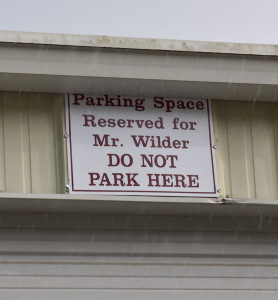 Parking Space
Reserved for
Mr. Wilder
DO NOT
PARK HERE